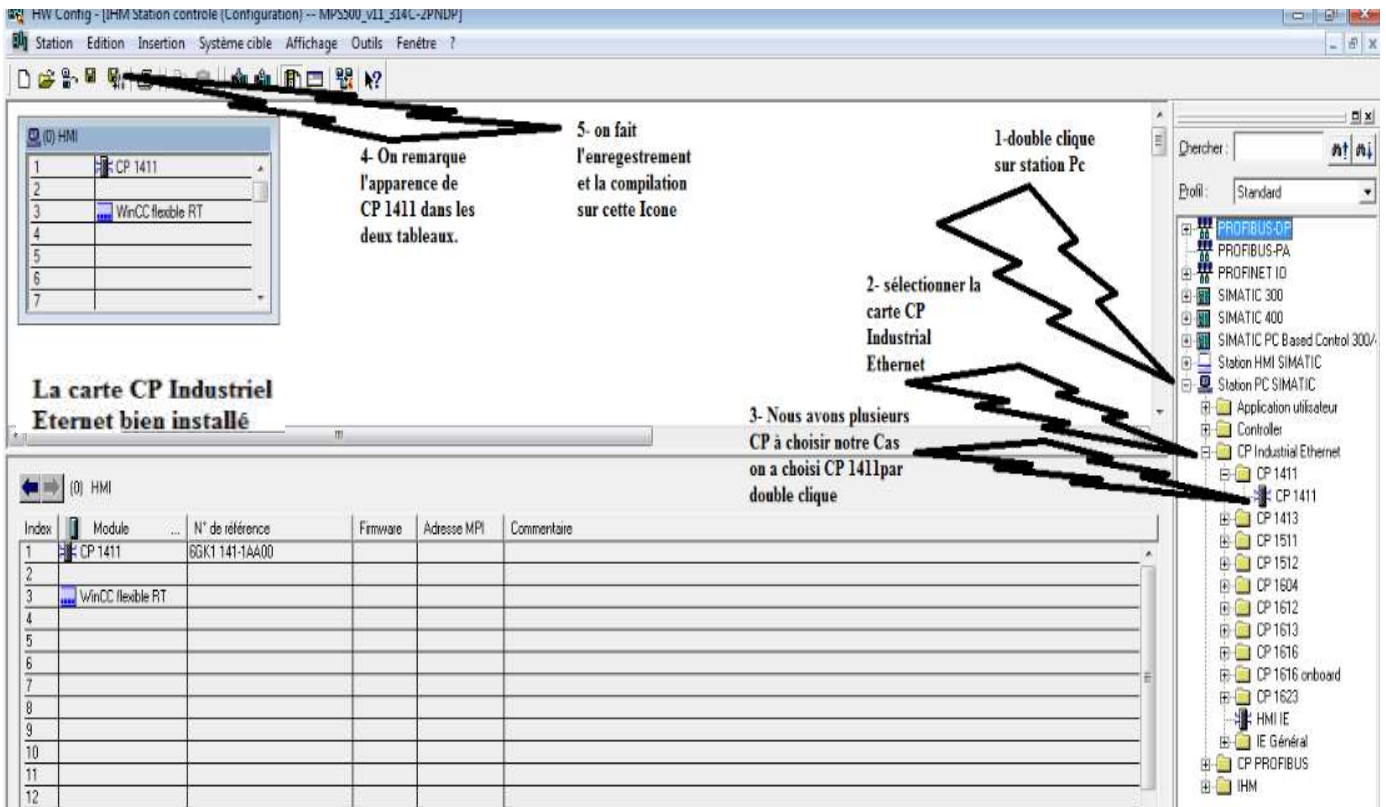 HW Config - [IHM Station controle (Configuration) -- MPS500_v11_314C-2PNDP]
Station Edition Insertion Système cible Affichage Outils Fenêtre ?
(0) HMI
1 CP 1411
2
3 WinCC flexible RT
4
5
6
7
4- On remarque
l'apparence de
CP 1411 dans les
deux tableaux.
5- on fait
l'enregestrement
et la compilation
sur cette Icone
1-double clique
sur station Pc
2- sélectionner la
carte CP
Industrial
Ethernet
3- Nous avons plusieurs
CP à choisir notre Cas
on a choisi CP 1411par
double clique
La carte CP Industriel
Eternet bien installé
(0) HMI
Index Module ... N° de référence Firmware Adresse MPI Commentaire
1 CP 1411 6GK1 141-1AA00
2
3 WinCC flexible RT
4
5
6
7
8
9
10
11
12
Chercher :
Profil : Standard
PROFIBUS-DP
PROFIBUS-PA
PROFINET IO
SIMATIC 300
SIMATIC 400
SIMATIC PC Based Control 300/
Station HMI SIMATIC
Station PC SIMATIC
Application utilisateur
Controller
CP Industrial Ethernet
CP 1411
CP 1411
CP 1413
CP 1511
CP 1512
CP 1604
CP 1612
CP 1613
CP 1616
CP 1616 onboard
CP 1623
HMI IE
IE Général
CP PROFIBUS
IHM